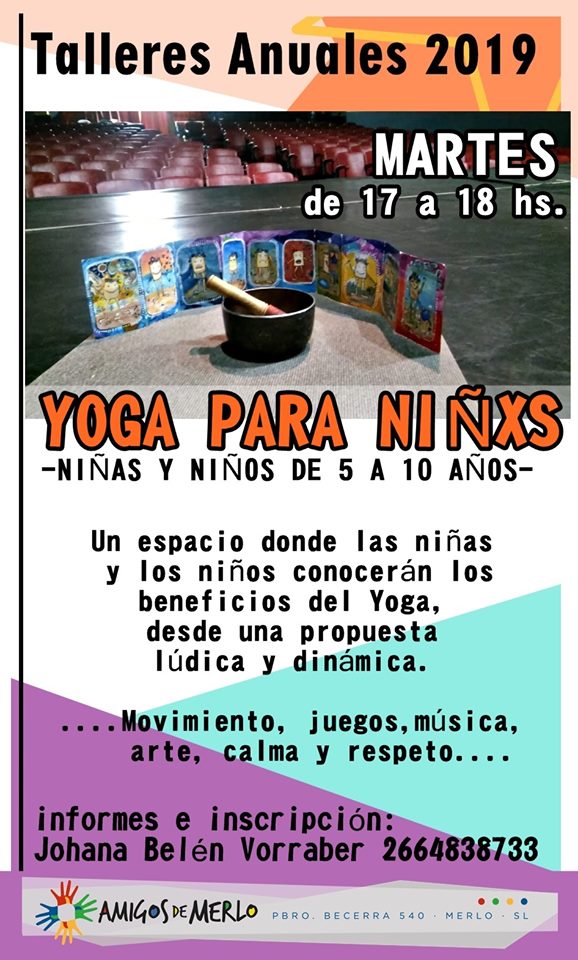 Talleres Anuales 2019
MARTES
de 17 a 18 hs.
YOGA PARA NIÑXS
-NIÑAS Y NIÑOS DE 5 A 10 AÑOS-
Un espacio donde las niñas
y los niños conocerán los
beneficios del Yoga,
desde una propuesta
lúdica y dinámica.
....Movimiento, juegos,música,
arte, calma y respeto....
informes e inscripción:
Johana Belén Vorraber 2664838733
AMIGOS DE MERLO PBRO. BECERRA 540 · MERLO · SL